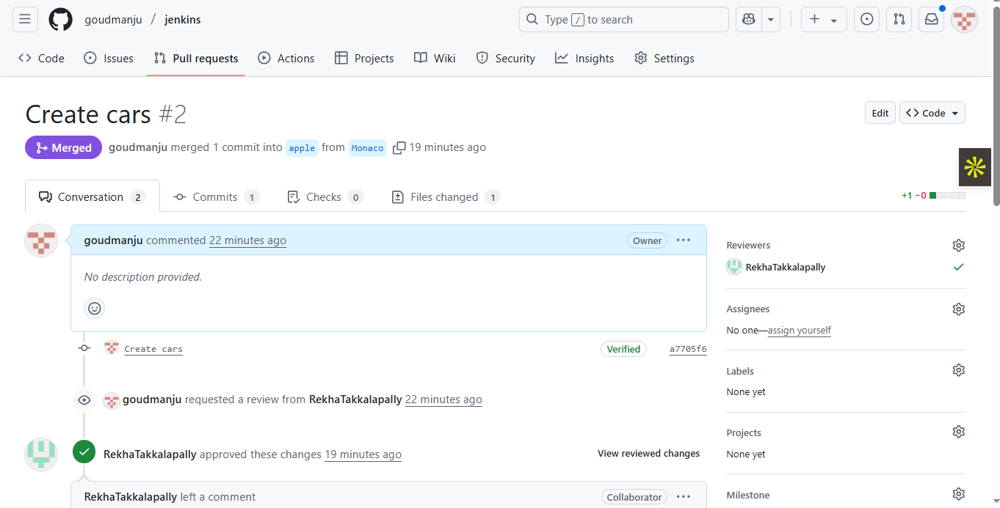 goudmanju / jenkins
Type / to search
Code Issues Pull requests Actions Projects Wiki Security Insights Settings
Create cars #2
Edit Code
Merged goudmanju merged 1 commit into apple from Monaco 19 minutes ago
Conversation 2 Commits 1 Checks 0 Files changed 1
+1 −0
goudmanju commented 22 minutes ago Owner
No description provided.
Create cars Verified a7705f6
goudmanju requested a review from RekhaTakkalapally 22 minutes ago
RekhaTakkalapally approved these changes 19 minutes ago View reviewed changes
RekhaTakkalapally left a comment Collaborator
Reviewers
RekhaTakkalapally
Assignees
No one—assign yourself
Labels
None yet
Projects
None yet
Milestone